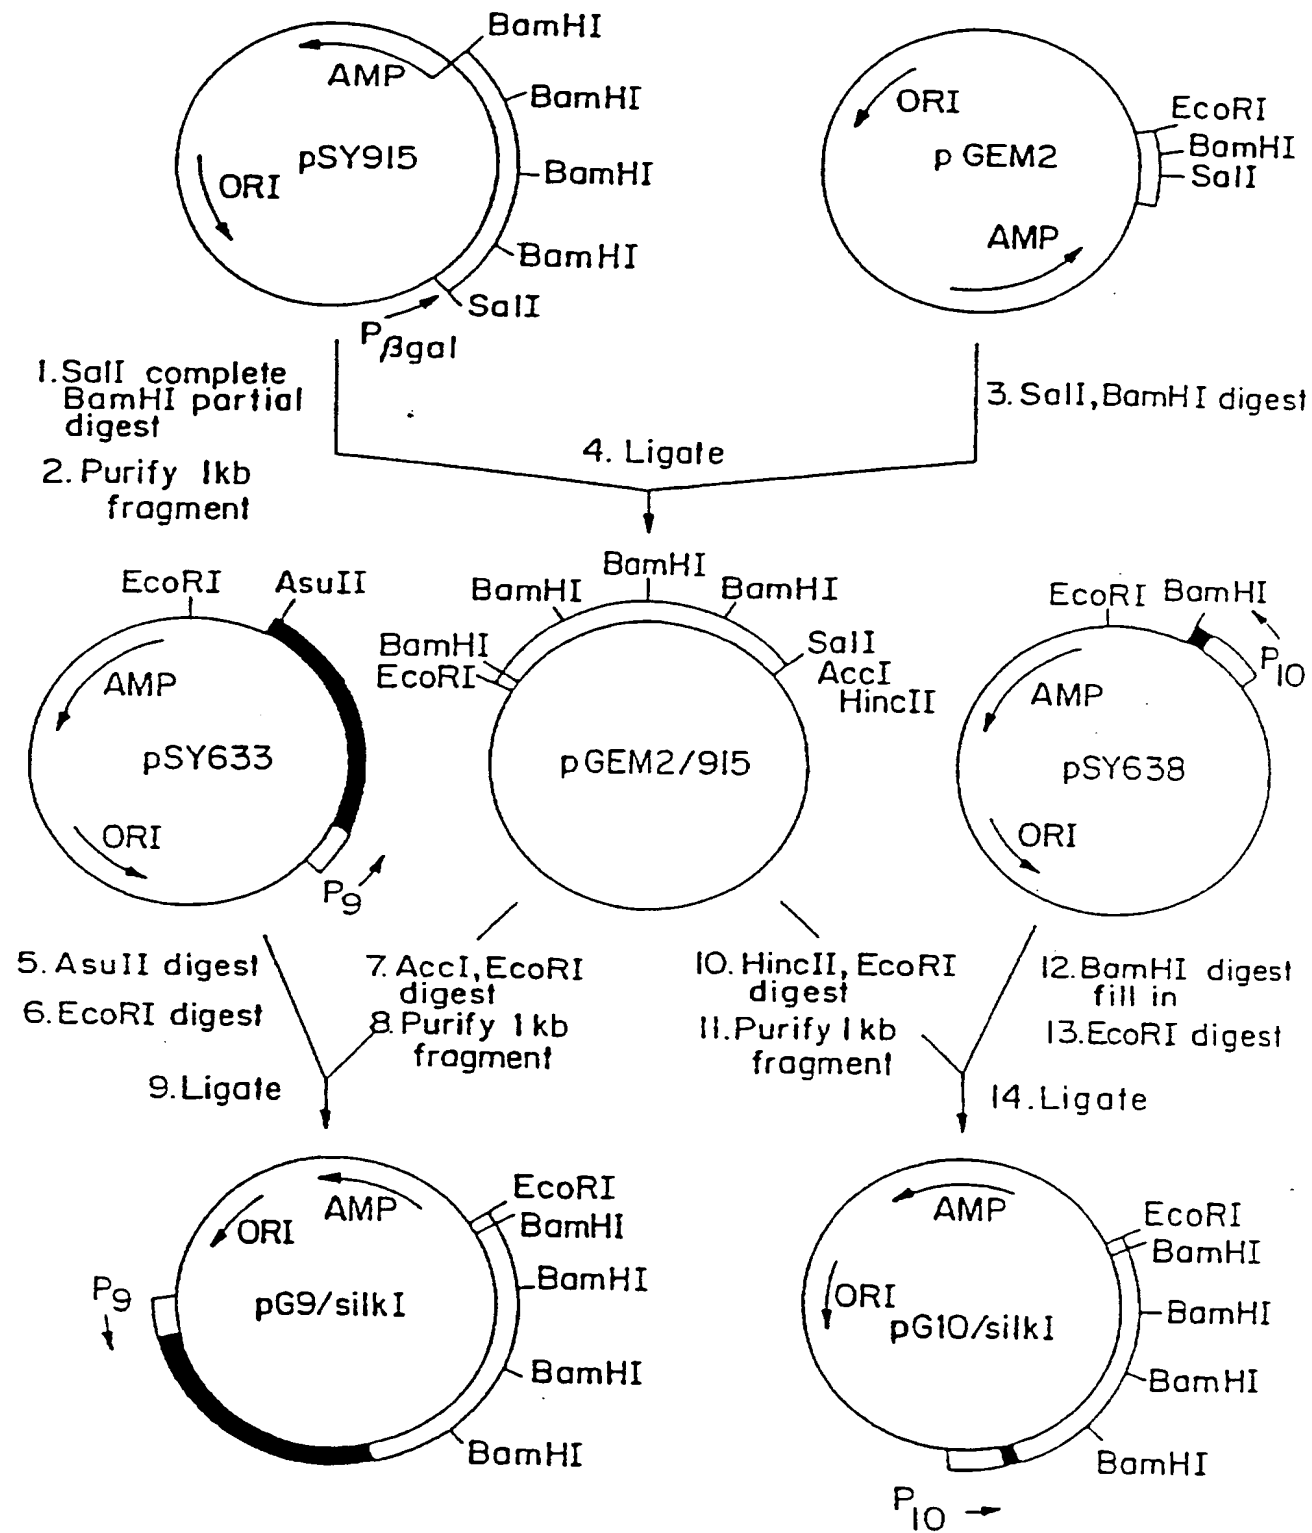 BamHI
AMP
BamHI
pSY915
BamHI
ORI
BamHI
SalI
Pβgal
ORI
pGEM2
EcoRI
BamHI
SalI
AMP
1. SalI complete
BamHI partial
digest
2. Purify 1kb
fragment
3. SalI, BamHI digest
4. Ligate
EcoRI
AsuII
AMP
pSY633
ORI
P9
BamHI
BamHI
BamHI
BamHI
EcoRI
SalI
AccI
HincII
pGEM2/915
EcoRI
BamHI
P10
AMP
pSY638
ORI
5. AsuII digest
6. EcoRI digest
7. AccI, EcoRI
digest
8. Purify 1kb
fragment
9. Ligate
10. HincII, EcoRI
digest
11. Purify 1kb
fragment
12. BamHI digest
fill in
13. EcoRI digest
14. Ligate
AMP
ORI
EcoRI
BamHI
P9
pG9/silkI
BamHI
BamHI
BamHI
AMP
EcoRI
BamHI
ORI
pG10/silkI
BamHI
BamHI
BamHI
P10